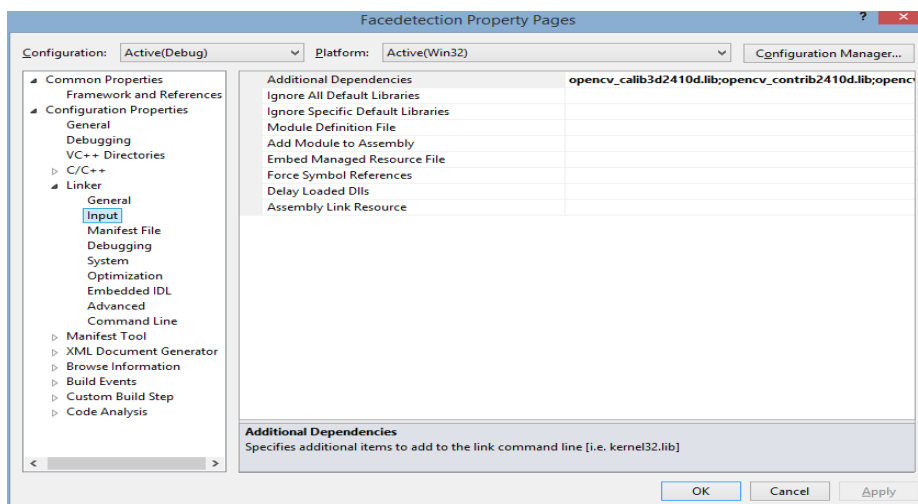 Facedetection Property Pages
? ×
Configuration: Active(Debug) Platform: Active(Win32) Configuration Manager...
Common Properties
Framework and References
Configuration Properties
General
Debugging
VC++ Directories
C/C++
Linker
General
Input
Manifest File
Debugging
System
Optimization
Embedded IDL
Advanced
Command Line
Manifest Tool
XML Document Generator
Browse Information
Build Events
Custom Build Step
Code Analysis
Additional Dependencies opencv_calib3d2410d.lib;opencv_contrib2410d.lib;opencv
Ignore All Default Libraries
Ignore Specific Default Libraries
Module Definition File
Add Module to Assembly
Embed Managed Resource File
Force Symbol References
Delay Loaded Dlls
Assembly Link Resource
Additional Dependencies
Specifies additional items to add to the link command line [i.e. kernel32.lib]
OK Cancel Apply